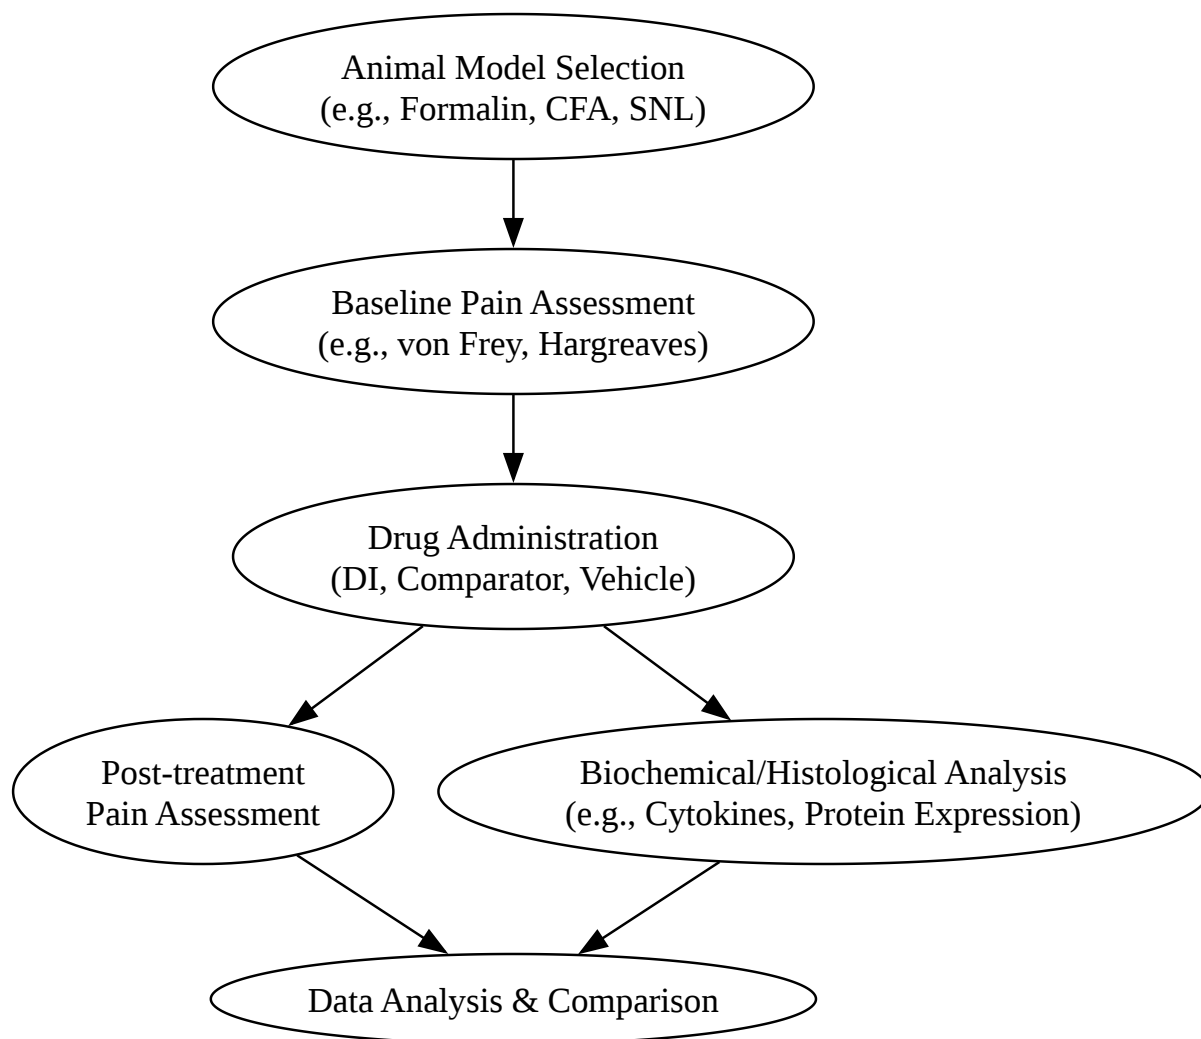 Animal Model Selection
(e.g., Formalin, CFA, SNL)
Baseline Pain Assessment
(e.g., von Frey, Hargreaves)
Drug Administration
(DI, Comparator, Vehicle)
Post-treatment
Pain Assessment
Biochemical/Histological Analysis
(e.g., Cytokines, Protein Expression)
Data Analysis & Comparison